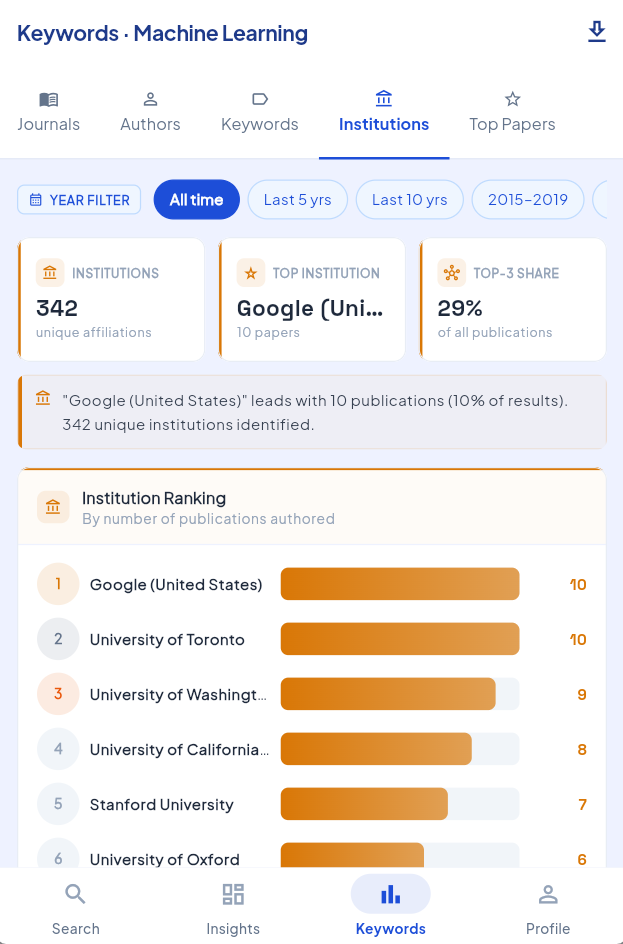 Keywords · Machine Learning
Journals
Authors
Keywords
Institutions
Top Papers
YEAR FILTER
All time
Last 5 yrs
Last 10 yrs
2015–2019
INSTITUTIONS
342
unique affiliations
TOP INSTITUTION
Google (Uni...
10 papers
TOP-3 SHARE
29%
of all publications
"Google (United States)" leads with 10 publications (10% of results).
342 unique institutions identified.
Institution Ranking
By number of publications authored
1 Google (United States) 10
2 University of Toronto 10
3 University of Washingt... 9
4 University of California... 8
5 Stanford University 7
6 University of Oxford 6
Search
Insights
Keywords
Profile